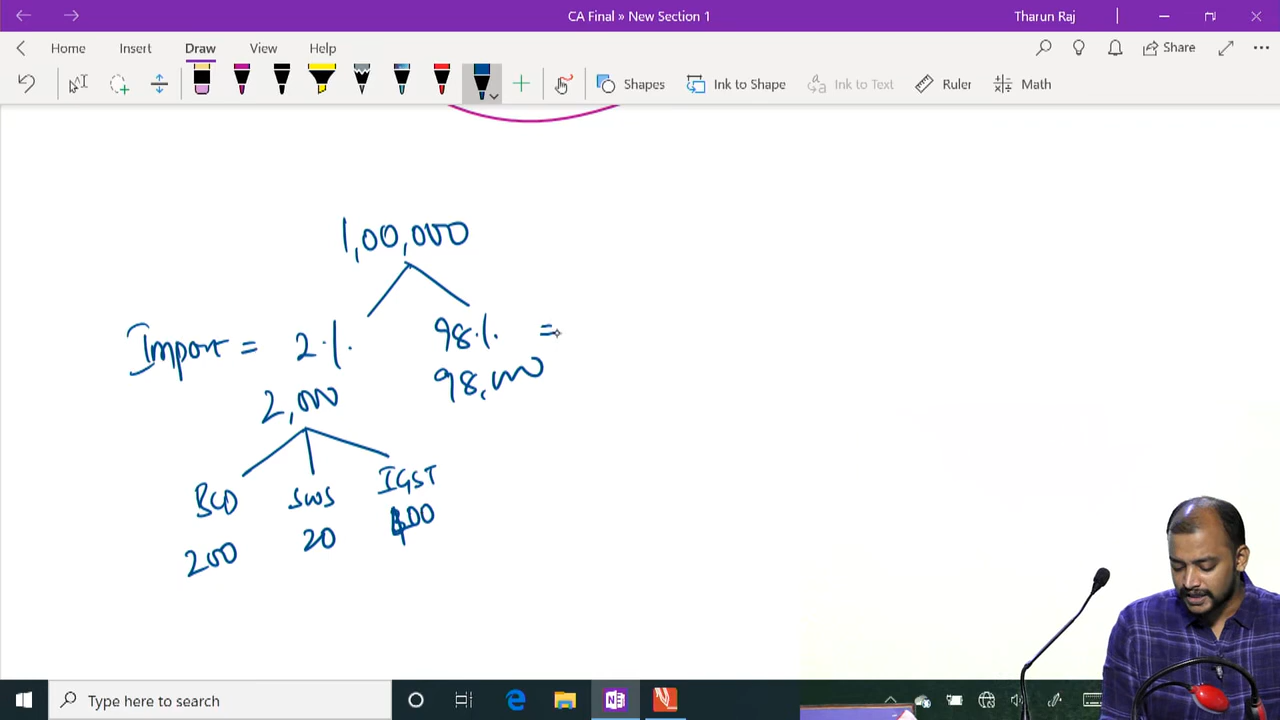 CA Final » New Section 1
Tharun Raj
Home Insert Draw View Help
Share
Shapes Ink to Shape Ink to Text Ruler Math
1,00,000
Import = 2% 98% =
2,000 98,000
BCD SWS IGST
200 20
Type here to search